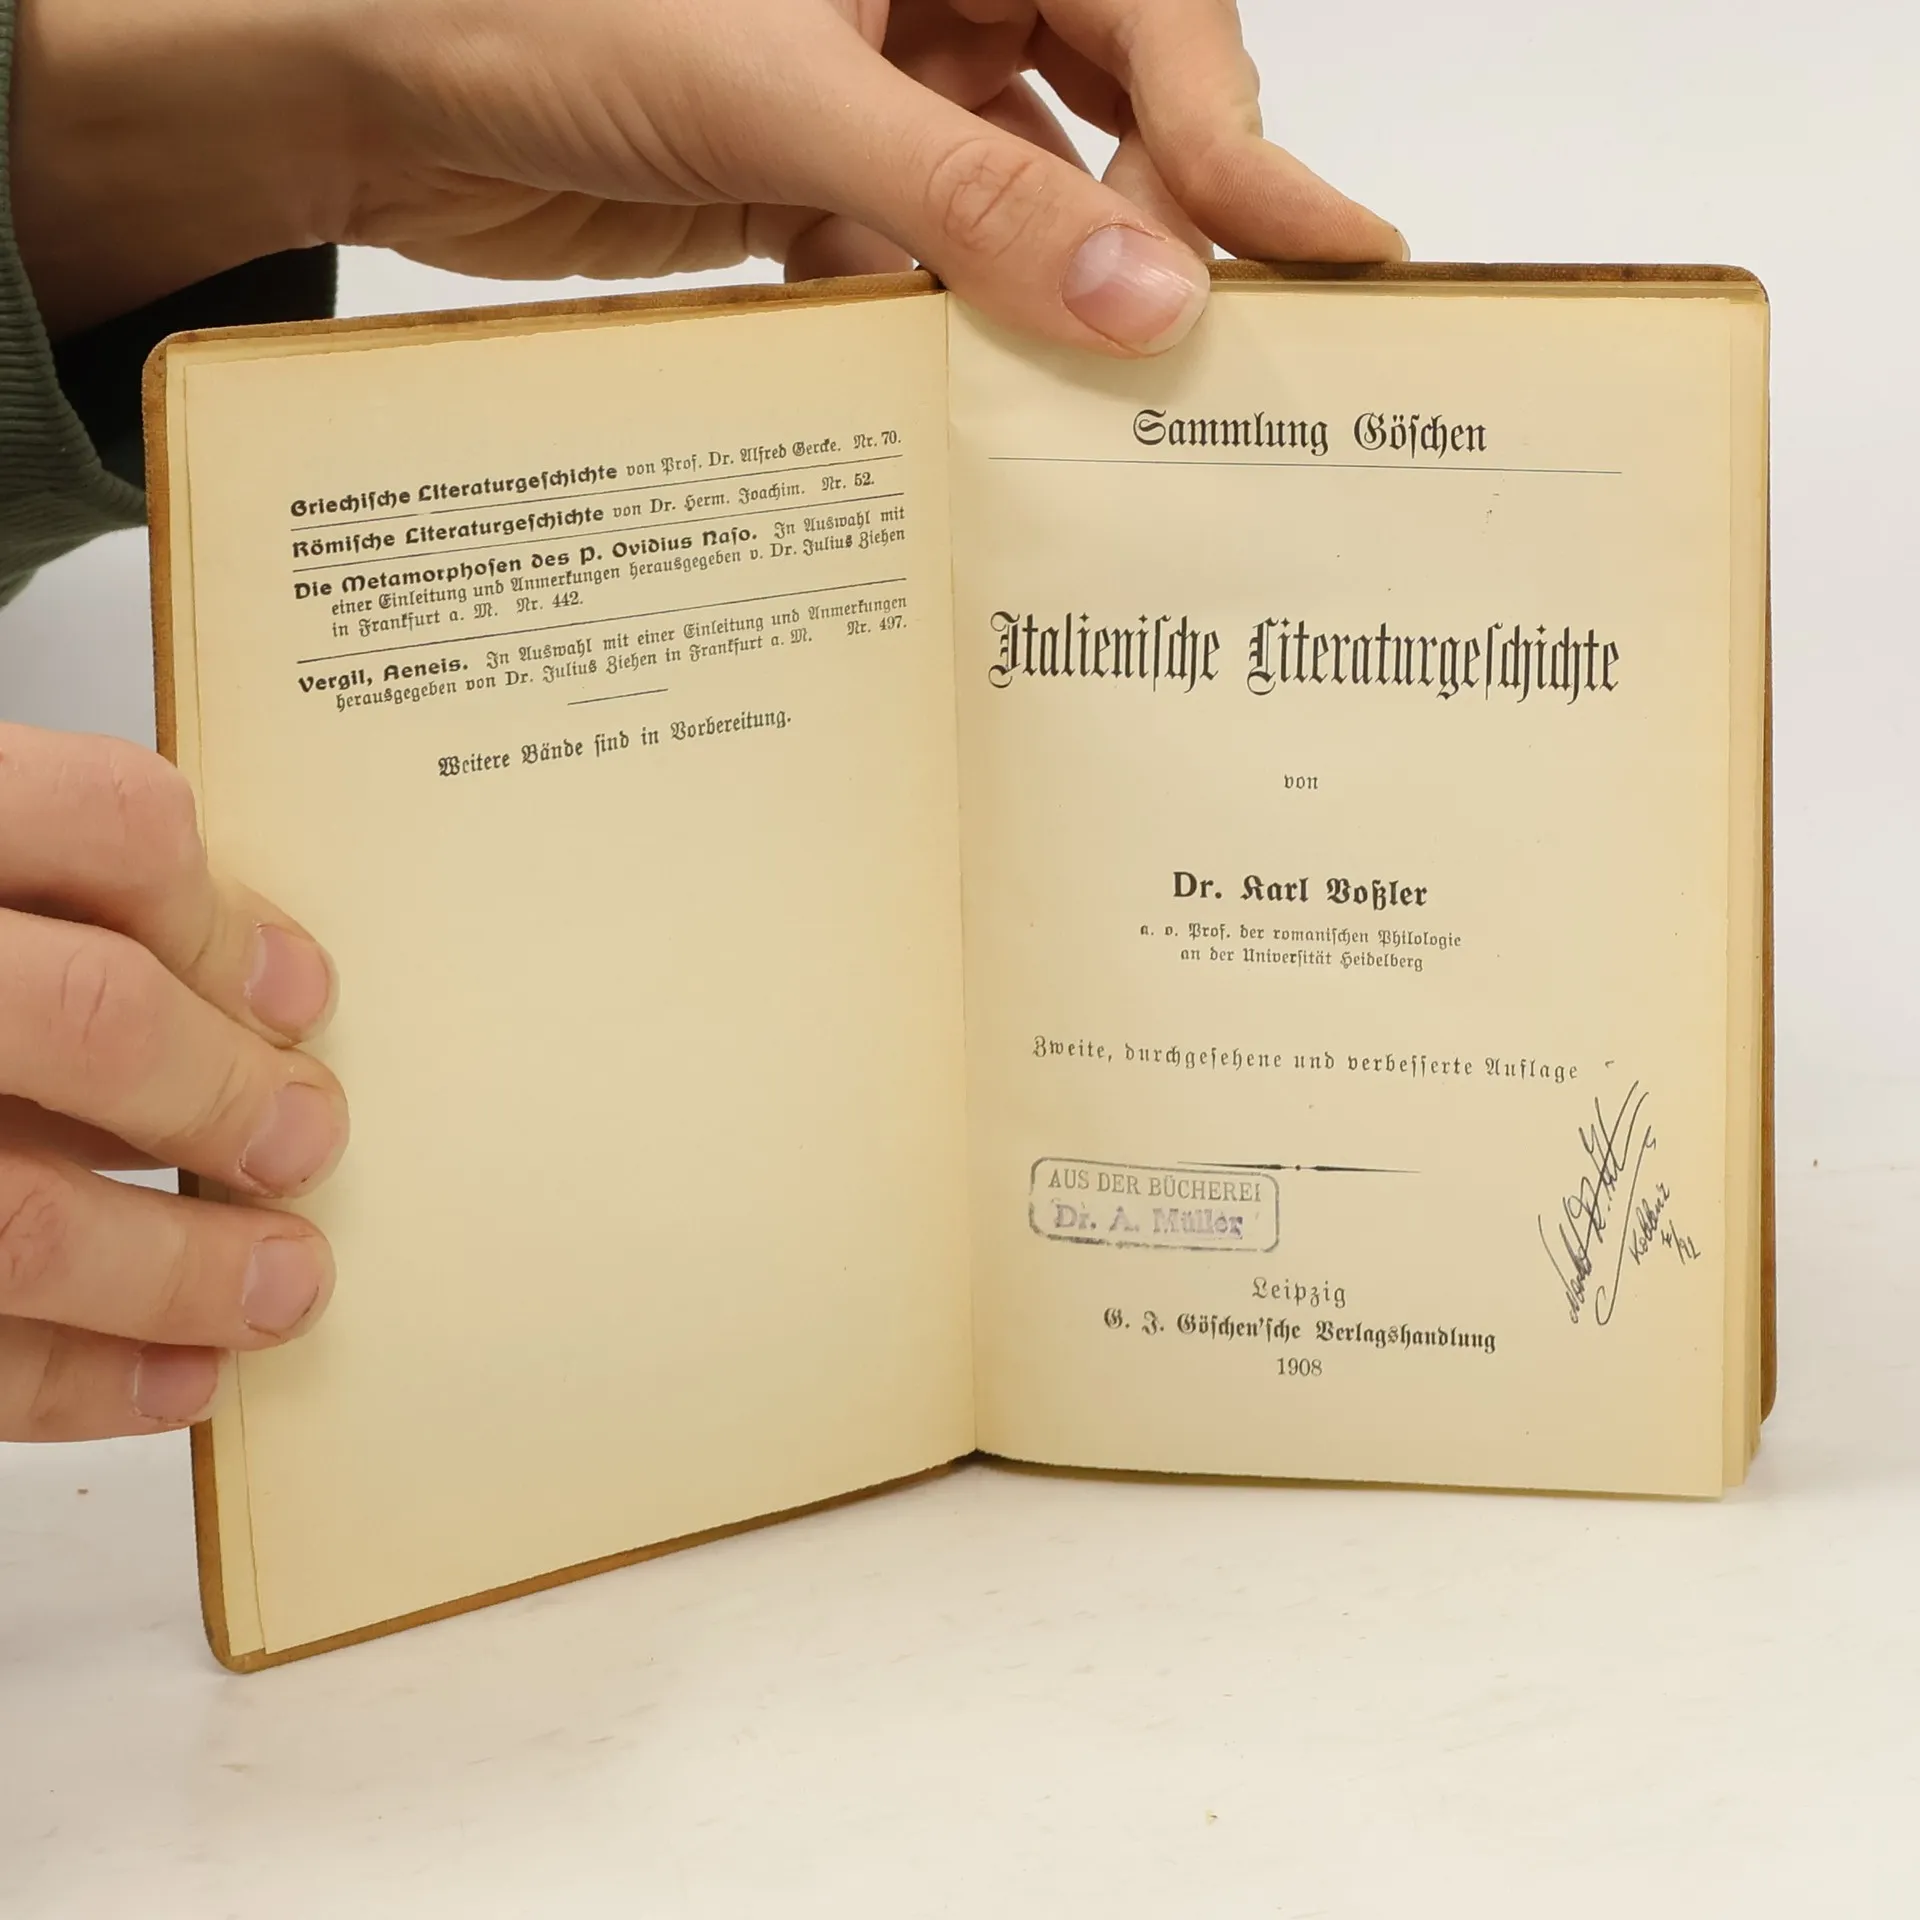 Griechiſche Literaturgeſchichte von Prof. Dr. Alfred Gercke. Nr. 70.
Römiſche Literaturgeſchichte von Dr. Herm. Joachim. Nr. 52.
Die Metamorphoſen des P. Ovidius Naſo. In Auswahl mit
einer Einleitung und Anmerkungen herausgegeben v. Dr. Julius Ziehen
in Frankfurt a. M. Nr. 442.
Vergil, Aeneis. In Auswahl mit einer Einleitung und Anmerkungen
herausgegeben von Dr. Julius Ziehen in Frankfurt a. M. Nr. 497.
Weitere Bände ſind in Vorbereitung.
Sammlung Göſchen
Italieniſche Literaturgeſchichte
von
Dr. Karl Voßler
a. o. Prof. der romaniſchen Philologie
an der Univerſität Heidelberg
Zweite, durchgeſehene und verbeſſerte Auflage
AUS DER BÜCHEREI
Dr. A. Müller
Leipzig
G. J. Göſchen'ſche Verlagshandlung
1908